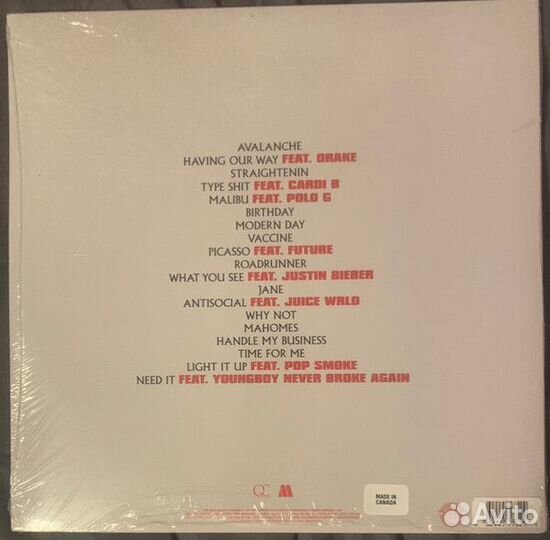 AVALANCHE
HAVING OUR WAY FEAT. DRAKE
STRAIGHTENIN
TYPE SHIT FEAT. CARDI B
MALIBU FEAT. POLO G
BIRTHDAY
MODERN DAY
VACCINE
PICASSO FEAT. FUTURE
ROADRUNNER
WHAT YOU SEE FEAT. JUSTIN BIEBER
JANE
ANTISOCIAL FEAT. JUICE WRLD
WHY NOT
MAHOMES
HANDLE MY BUSINESS
TIME FOR ME
LIGHT IT UP FEAT. POP SMOKE
NEED IT FEAT. YOUNGBOY NEVER BROKE AGAIN
QC M
MADE IN
CANADA
Avito